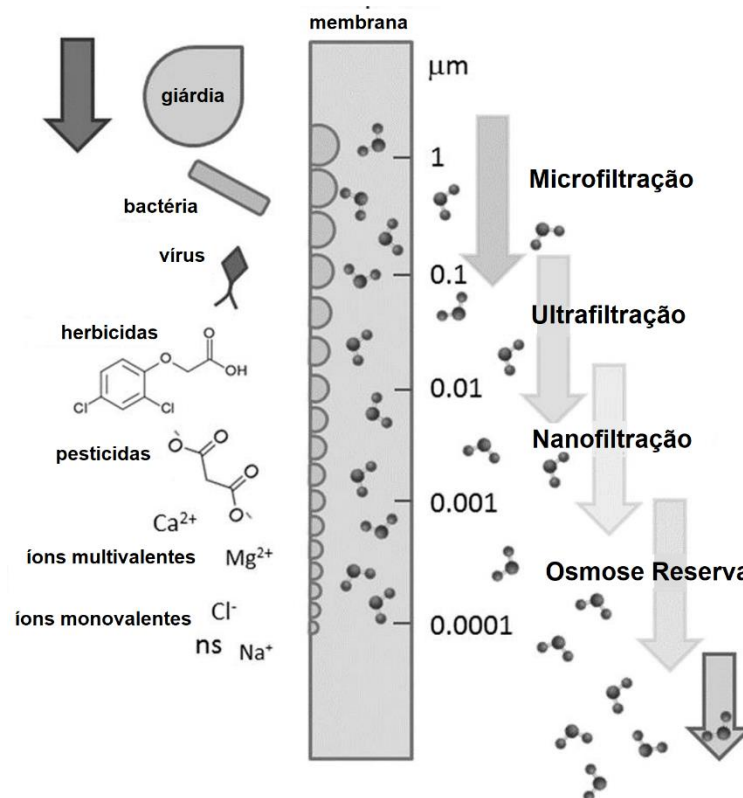 membrana
μm
giárdia
1
Microfiltração
bactéria
vírus
0.1
Ultrafiltração
herbicidas
O
O
OH
Cl
Cl
0.01
Nanofiltração
pesticidas
O
O
O
O
0.001
Ca²⁺
íons multivalentes Mg²⁺
Osmose Reserva
íons monovalentes Cl⁻
0.0001
ns Na⁺